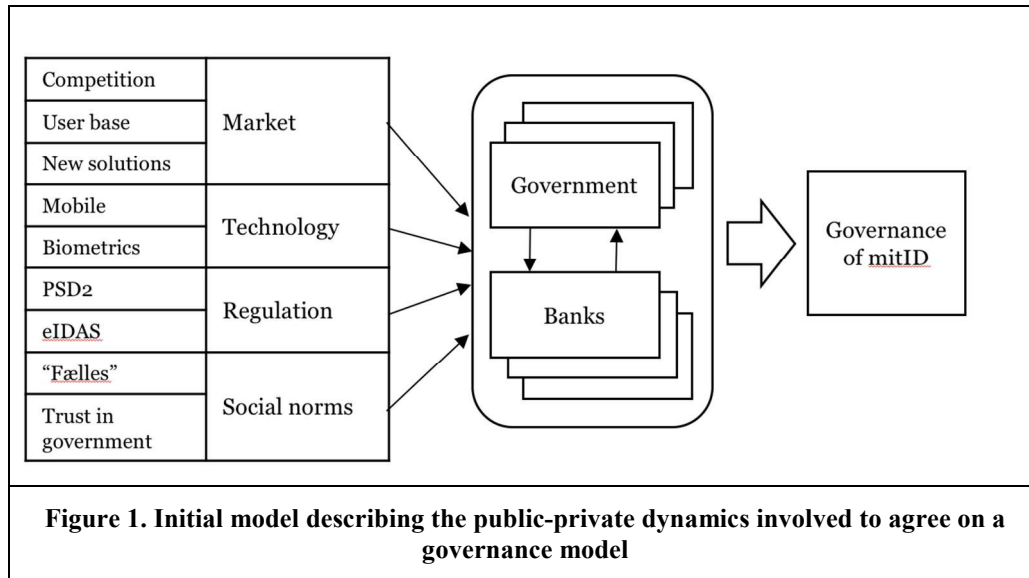 Competition
User base
New solutions
Mobile
Biometrics
PSD2
eIDAS
“Fælles”
Trust in
government
Market
Technology
Regulation
Social norms
Government
Banks
Governance
of mitID
Figure 1. Initial model describing the public-private dynamics involved to agree on a
governance model